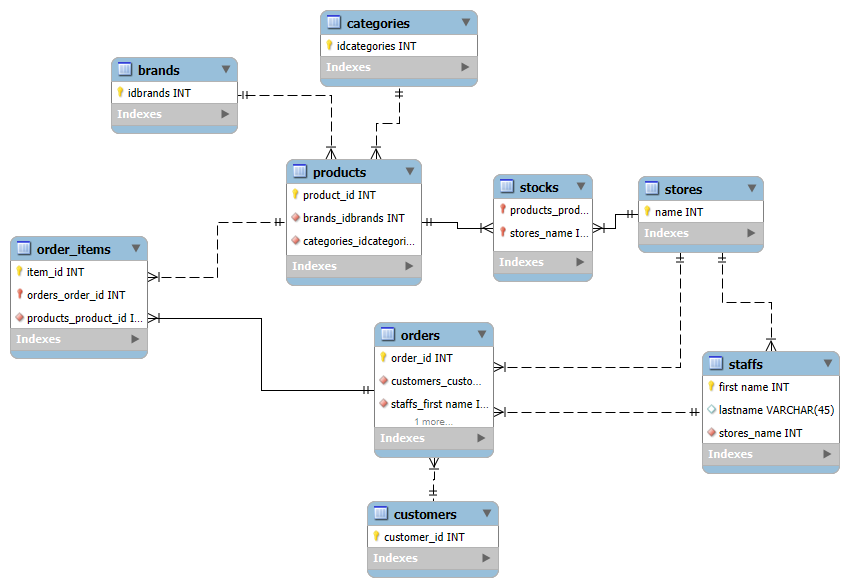 categories
idcategories INT
Indexes
brands
idbrands INT
Indexes
products
product_id INT
brands_idbrands INT
categories_idcategori...
Indexes
stocks
products_prod...
stores_name I...
Indexes
stores
name INT
Indexes
order_items
item_id INT
orders_order_id INT
products_product_id I...
Indexes
orders
order_id INT
customers_custo...
staffs_first name I...
1 more...
Indexes
staffs
first name INT
lastname VARCHAR(45)
stores_name INT
Indexes
customers
customer_id INT
Indexes